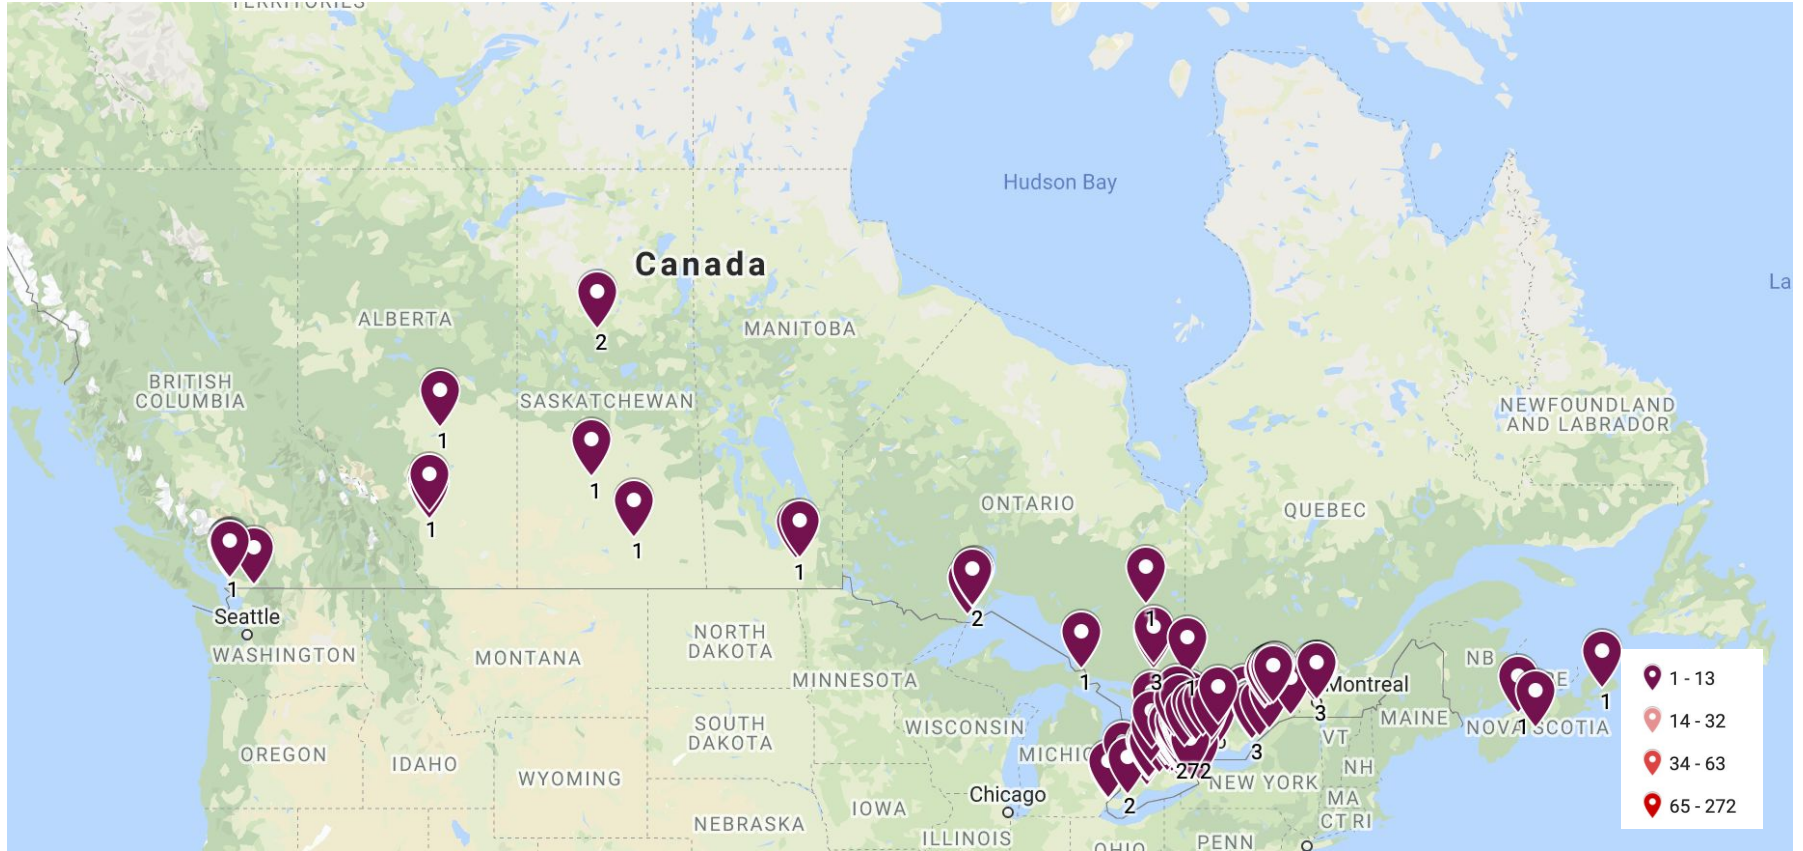 TERRITORIES
Hudson Bay
Canada
La
ALBERTA
MANITOBA
2
BRITISH
COLUMBIA
SASKATCHEWAN
NEWFOUNDLAND
AND LABRADOR
1
1
ONTARIO
QUEBEC
1
1
1
1
Seattle
2
1
WASHINGTON
NORTH
DAKOTA
MONTANA
MINNESOTA
NB
1
3
1
Montreal
1
3
1
NOVA SCOTIA
MAINE
SOUTH
DAKOTA
WISCONSIN
VT
OREGON
IDAHO
WYOMING
MICHIG
3
272
NEW YORK
NH
Chicago
2
MA
CT RI
IOWA
NEBRASKA
ILLINOIS
OHIO
PENN
1 - 13
14 - 32
34 - 63
65 - 272